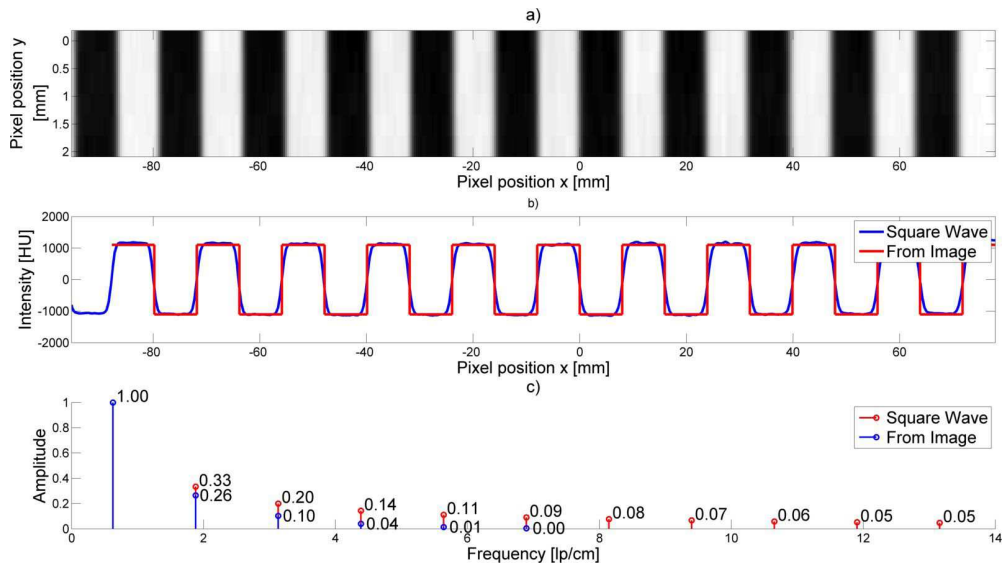 a)
Pixel position y
[mm]
0
0.5
1
1.5
2
-80 -60 -40 -20 0 20 40 60
Pixel position x [mm]
b)
Intensity [HU]
2000
1000
0
-1000
-2000
Square Wave
From Image
-80 -60 -40 -20 0 20 40 60
Pixel position x [mm]
c)
Amplitude
1
0.8
0.6
0.4
0.2
0
1.00
0.33
0.26
0.20
0.10
0.14
0.04
0.11
0.01
0.09
0.00
0.08
0.07
0.06
0.05
0.05
Square Wave
From Image
0 2 4 6 8 10 12 14
Frequency [lp/cm]